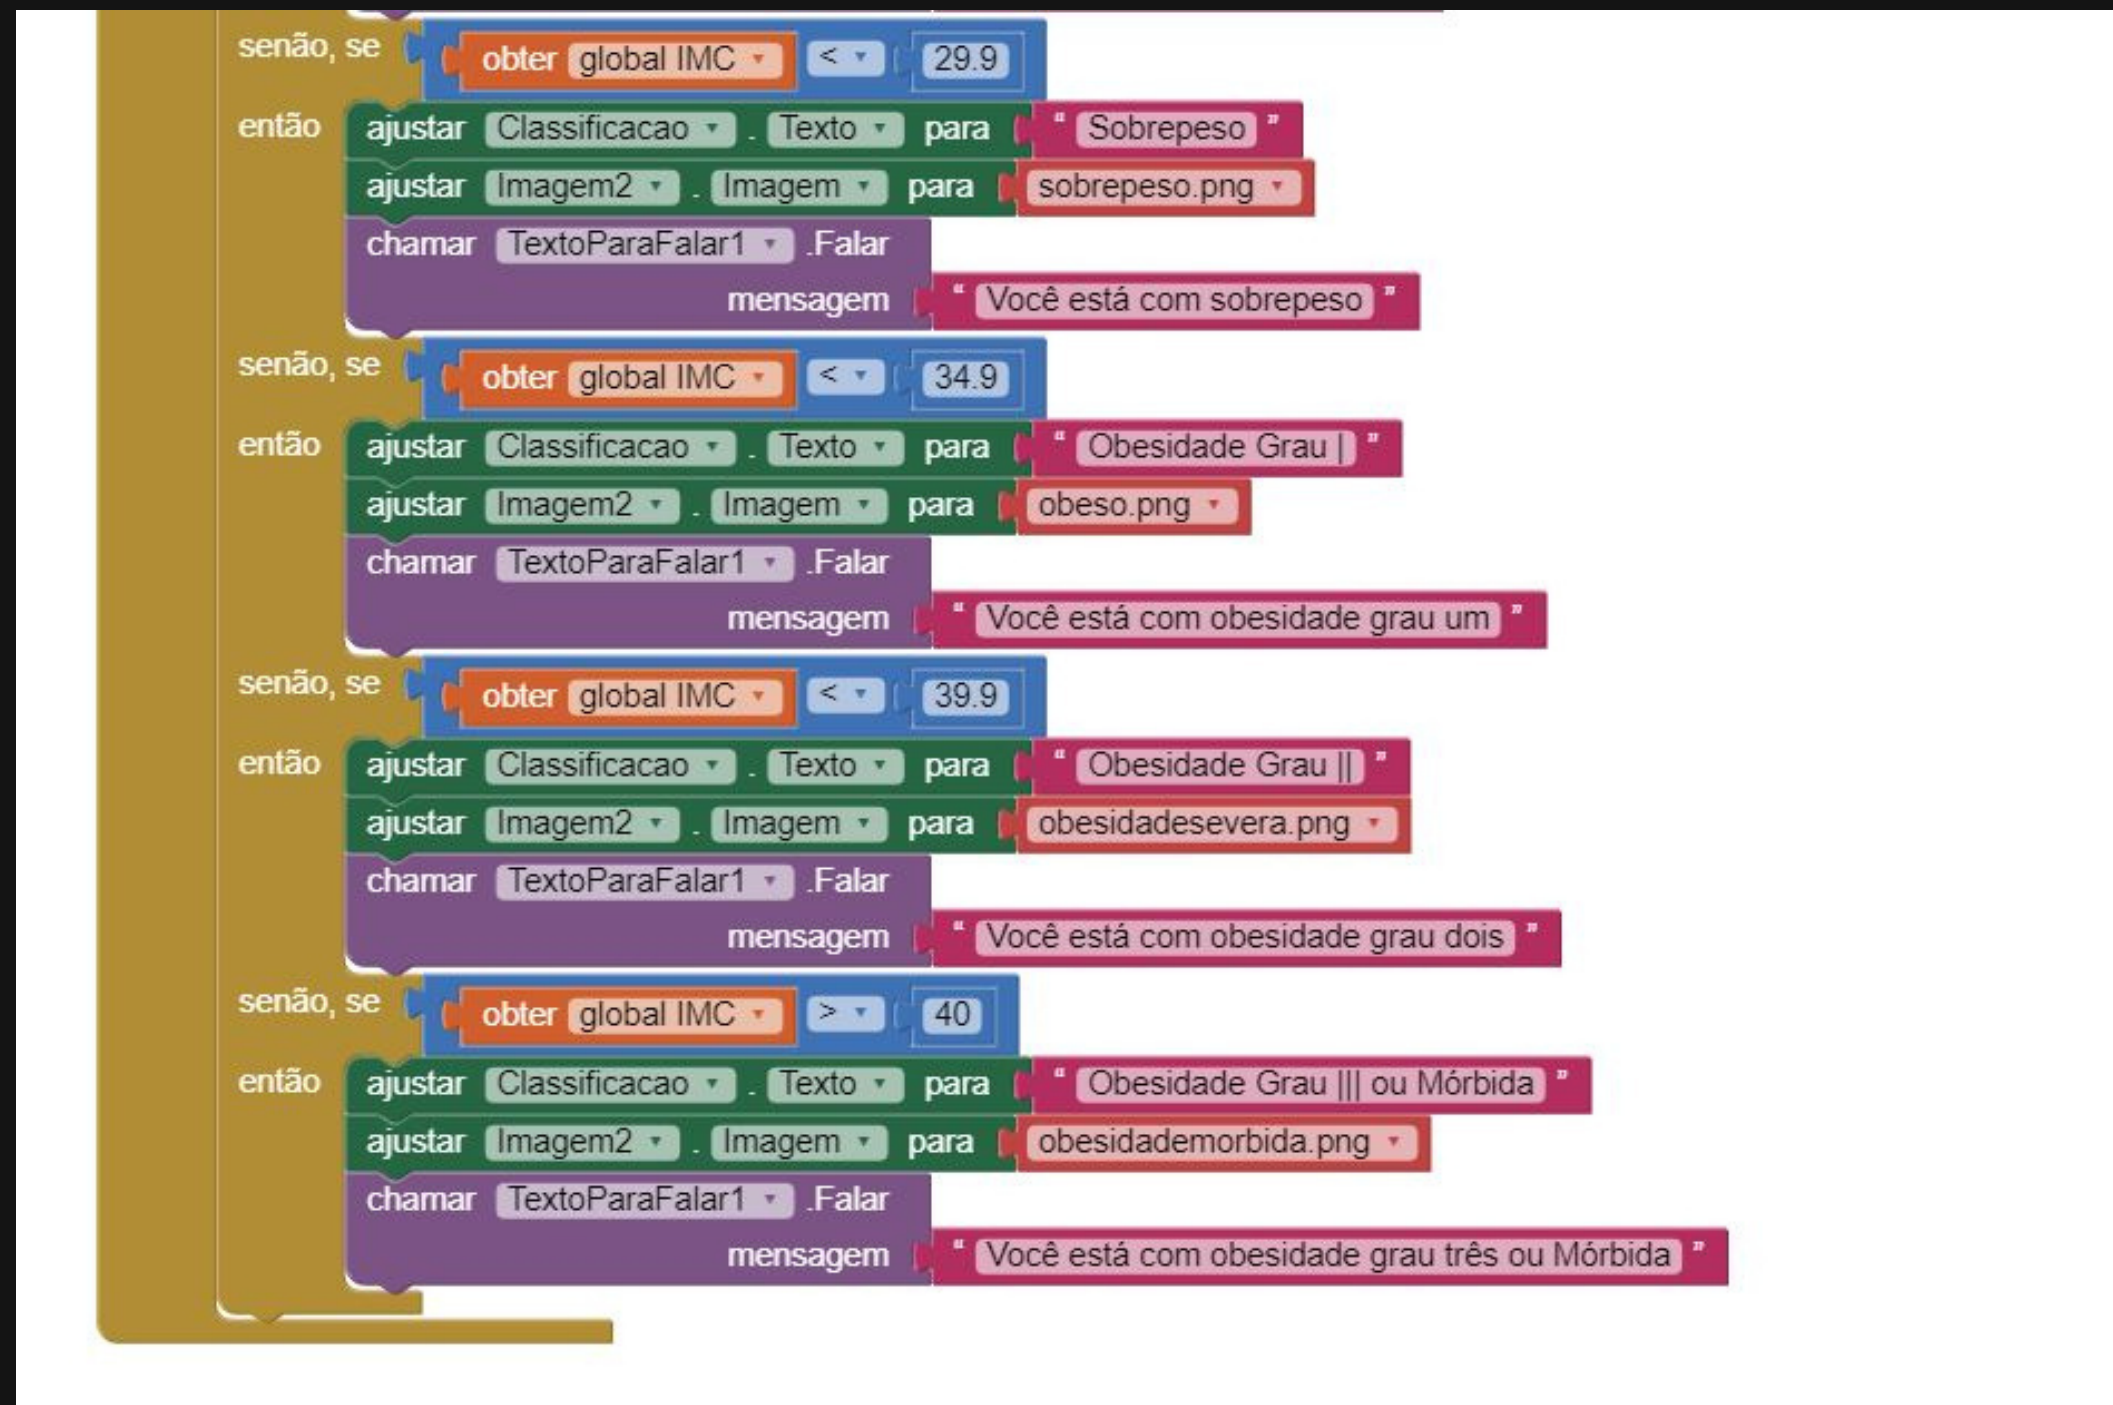 senão, se obter global IMC < 29.9
então ajustar Classificacao . Texto para “ Sobrepeso ”
ajustar Imagem2 . Imagem para sobrepeso.png
chamar TextoParaFalar1 .Falar
mensagem “ Você está com sobrepeso ”
senão, se obter global IMC < 34.9
então ajustar Classificacao . Texto para “ Obesidade Grau | ”
ajustar Imagem2 . Imagem para obeso.png
chamar TextoParaFalar1 .Falar
mensagem “ Você está com obesidade grau um ”
senão, se obter global IMC < 39.9
então ajustar Classificacao . Texto para “ Obesidade Grau || ”
ajustar Imagem2 . Imagem para obesidadesevera.png
chamar TextoParaFalar1 .Falar
mensagem “ Você está com obesidade grau dois ”
senão, se obter global IMC > 40
então ajustar Classificacao . Texto para “ Obesidade Grau ||| ou Mórbida ”
ajustar Imagem2 . Imagem para obesidademorbida.png
chamar TextoParaFalar1 .Falar
mensagem “ Você está com obesidade grau três ou Mórbida ”